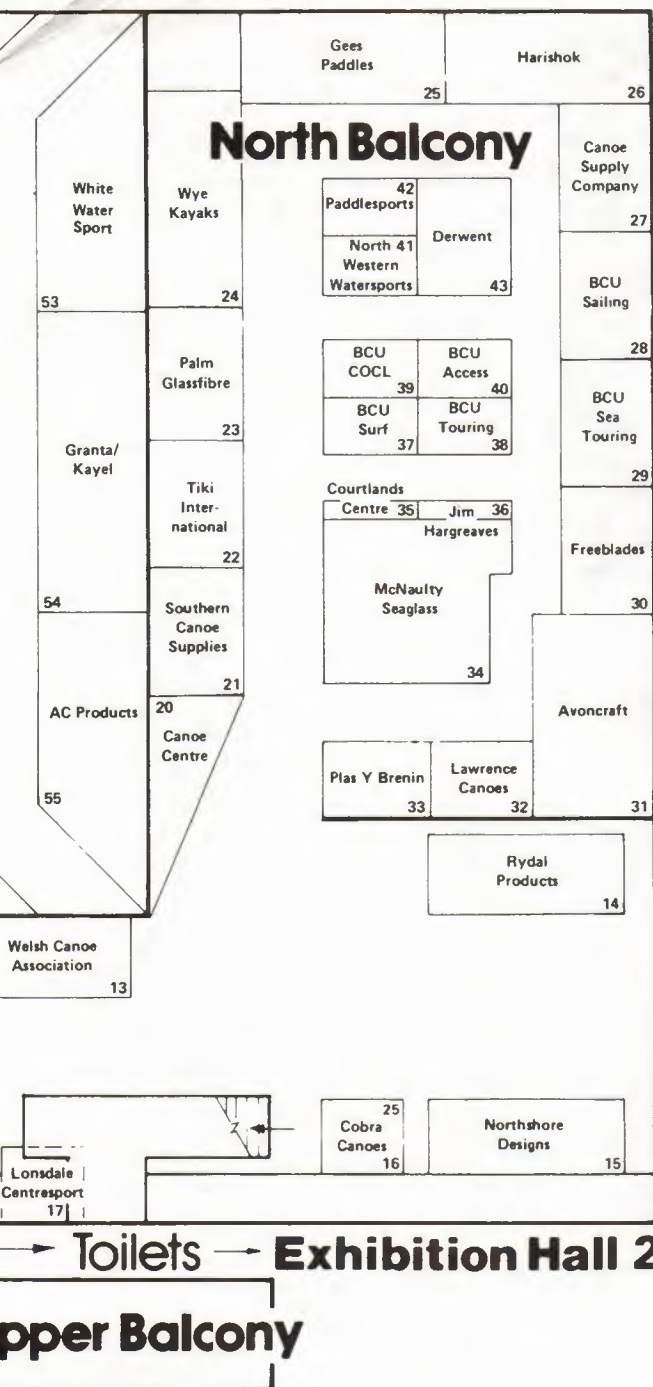 Gees
Paddles
25
Harishok
26
North Balcony
White
Water
Sport
53
Wye
Kayaks
24
42
Paddlesports
North 41
Western
Watersports
Derwent
43
Canoe
Supply
Company
27
BCU
Sailing
28
Palm
Glassfibre
23
BCU
COCL
39
BCU
Access
40
BCU
Surf
37
BCU
Touring
38
BCU
Sea
Touring
29
Granta/
Kayel
54
Tiki
Inter-
national
22
Courtlands
Centre 35
Jim 36
Hargreaves
McNaulty
Seaglass
34
Freeblades
30
Southern
Canoe
Supplies
21
AC Products
55
20
Canoe
Centre
Avoncraft
31
Plas Y Brenin
33
Lawrence
Canoes
32
Rydal
Products
14
Welsh Canoe
Association
13
25
Cobra
Canoes
16
Northshore
Designs
15
Lonsdale
Centresport
17
Toilets
Exhibition Hall 2
pper Balcony